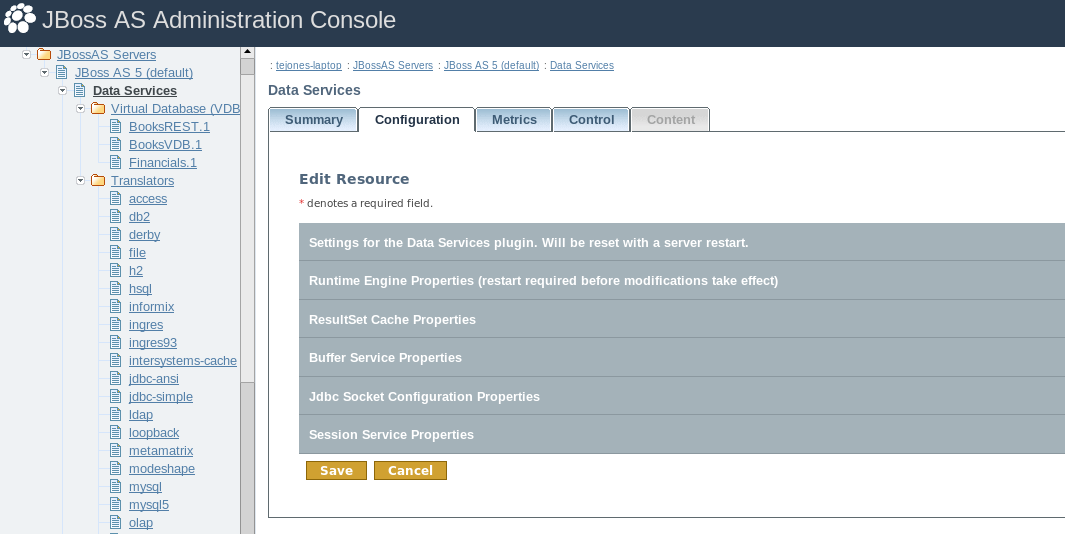 JBoss AS Administration Console
JBossAS Servers
JBoss AS 5 (default)
Data Services
Virtual Database (VDB
BooksREST.1
BooksVDB.1
Financials.1
Translators
access
db2
derby
file
h2
hsql
informix
ingres
ingres93
intersystems-cache
jdbc-ansi
jdbc-simple
ldap
loopback
metamatrix
modeshape
mysql
mysql5
olap
: tejones-laptop : JBossAS Servers : JBoss AS 5 (default) : Data Services
Data Services
Summary Configuration Metrics Control Content
Edit Resource
* denotes a required field.
Settings for the Data Services plugin. Will be reset with a server restart.
Runtime Engine Properties (restart required before modifications take effect)
ResultSet Cache Properties
Buffer Service Properties
Jdbc Socket Configuration Properties
Session Service Properties
Save Cancel